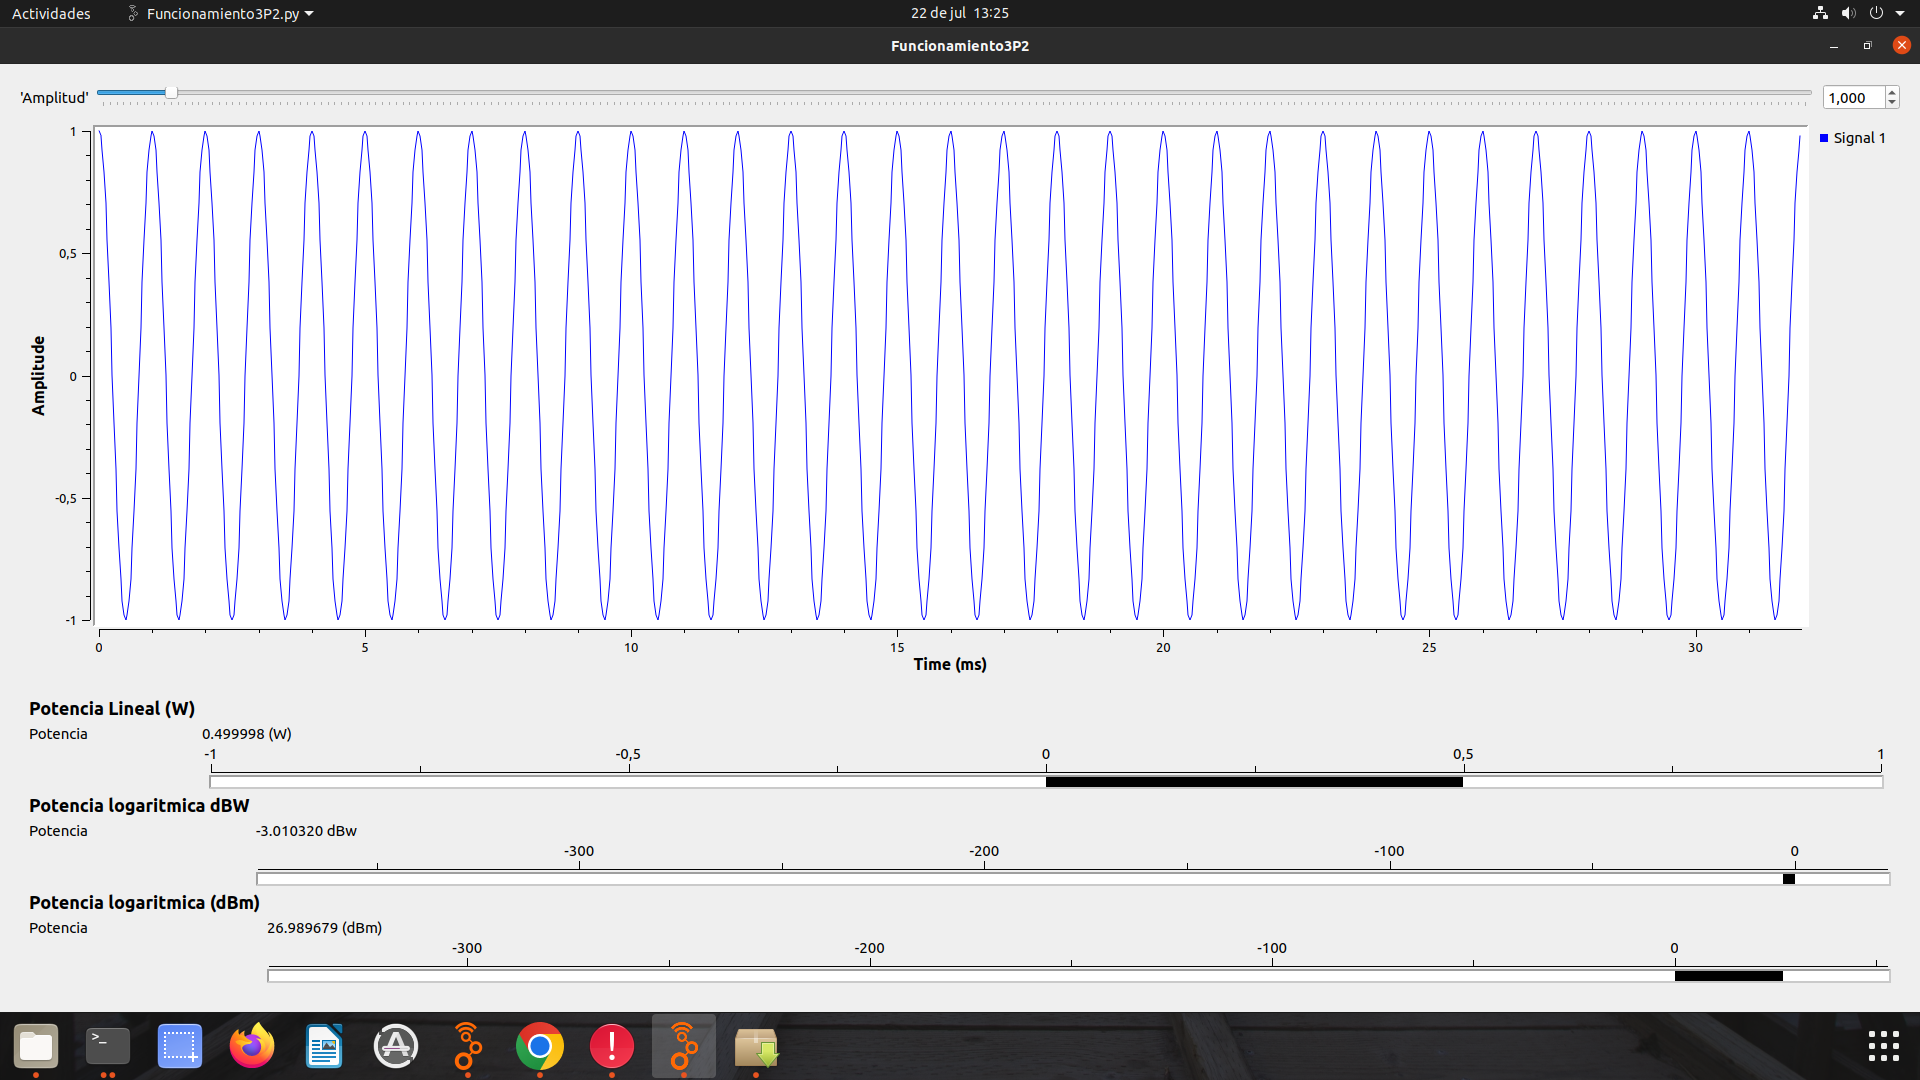 Actividades Funcionamiento3P2.py 22 de jul 13:25
Funcionamiento3P2
'Amplitud' 1,000
Signal 1
1
0,5
0
-0,5
-1
Amplitude
0 5 10 15 20 25 30
Time (ms)
Potencia Lineal (W)
Potencia 0.499998 (W)
-1 -0,5 0 0,5 1
Potencia logaritmica dBW
Potencia -3.010320 dBw
-300 -200 -100 0
Potencia logaritmica (dBm)
Potencia 26.989679 (dBm)
-300 -200 -100 0